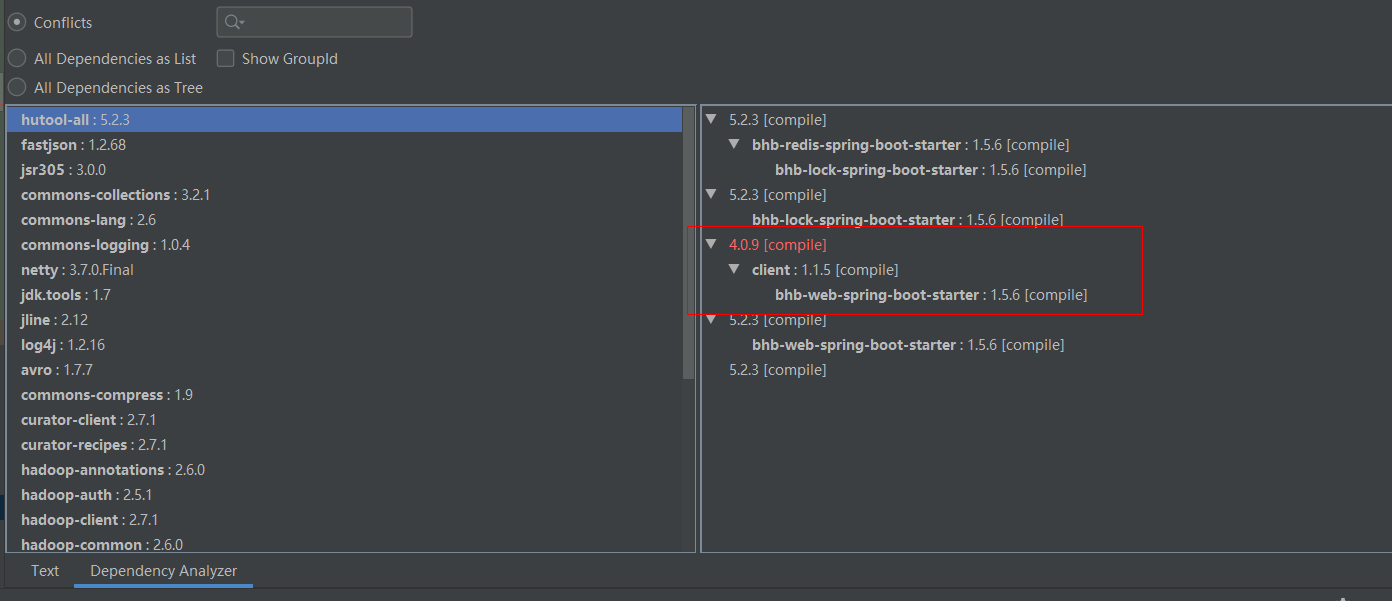 Conflicts
All Dependencies as List
Show GroupId
All Dependencies as Tree
hutool-all : 5.2.3
fastjson : 1.2.68
jsr305 : 3.0.0
commons-collections : 3.2.1
commons-lang : 2.6
commons-logging : 1.0.4
netty : 3.7.0.Final
jdk.tools : 1.7
jline : 2.12
log4j : 1.2.16
avro : 1.7.7
commons-compress : 1.9
curator-client : 2.7.1
curator-recipes : 2.7.1
hadoop-annotations : 2.6.0
hadoop-auth : 2.5.1
hadoop-client : 2.7.1
hadoop-common : 2.6.0
5.2.3 [compile]
bhb-redis-spring-boot-starter : 1.5.6 [compile]
bhb-lock-spring-boot-starter : 1.5.6 [compile]
5.2.3 [compile]
bhb-lock-spring-boot-starter : 1.5.6 [compile]
4.0.9 [compile]
client : 1.1.5 [compile]
bhb-web-spring-boot-starter : 1.5.6 [compile]
5.2.3 [compile]
bhb-web-spring-boot-starter : 1.5.6 [compile]
5.2.3 [compile]
Text
Dependency Analyzer